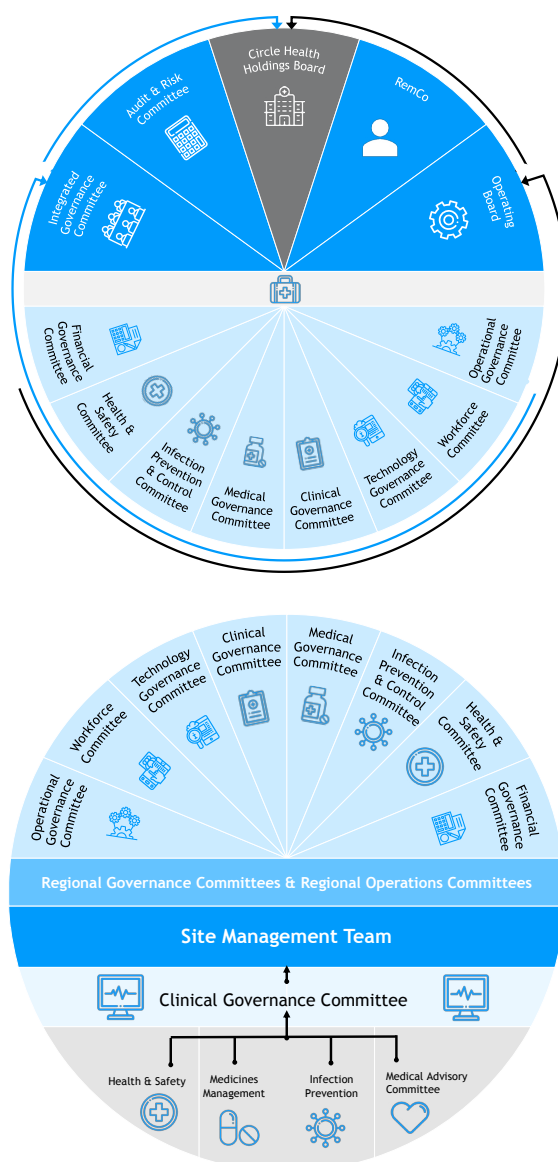 Circle Health
Holdings Board
Audit & Risk
Committee
RemCo
Integrated
Governance
Committee
Operating
Board
Financial
Governance
Committee
Health &
Safety
Committee
Infection
Prevention
& Control
Committee
Medical
Governance
Committee
Clinical
Governance
Committee
Technology
Governance
Committee
Workforce
Committee
Operational
Governance
Committee
Operational
Governance
Committee
Workforce
Committee
Technology
Governance
Committee
Clinical
Governance
Committee
Medical
Governance
Committee
Infection
Prevention
& Control
Committee
Health &
Safety
Committee
Financial
Governance
Committee
Regional Governance Committees & Regional Operations Committees
Site Management Team
Clinical Governance Committee
Health & Safety
Medicines
Management
Infection
Prevention
Medical Advisory
Committee